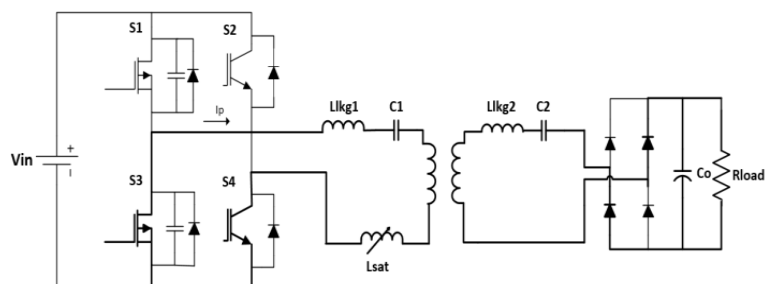 S1
S2
Ip
Llkg1
C1
Llkg2
C2
Vin
+
−
S3
S4
Co
Rload
Lsat